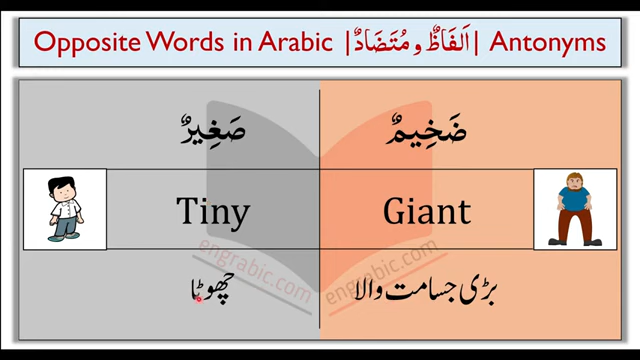 Opposite Words in Arabic |اَلفَاظٌ و مُتَضَادٌ| Antonyms
صَغِيرٌ ضَخِيمٌ
Tiny Giant
چھوٹا بڑی جسامت والا
engrabic.com engrabic.com